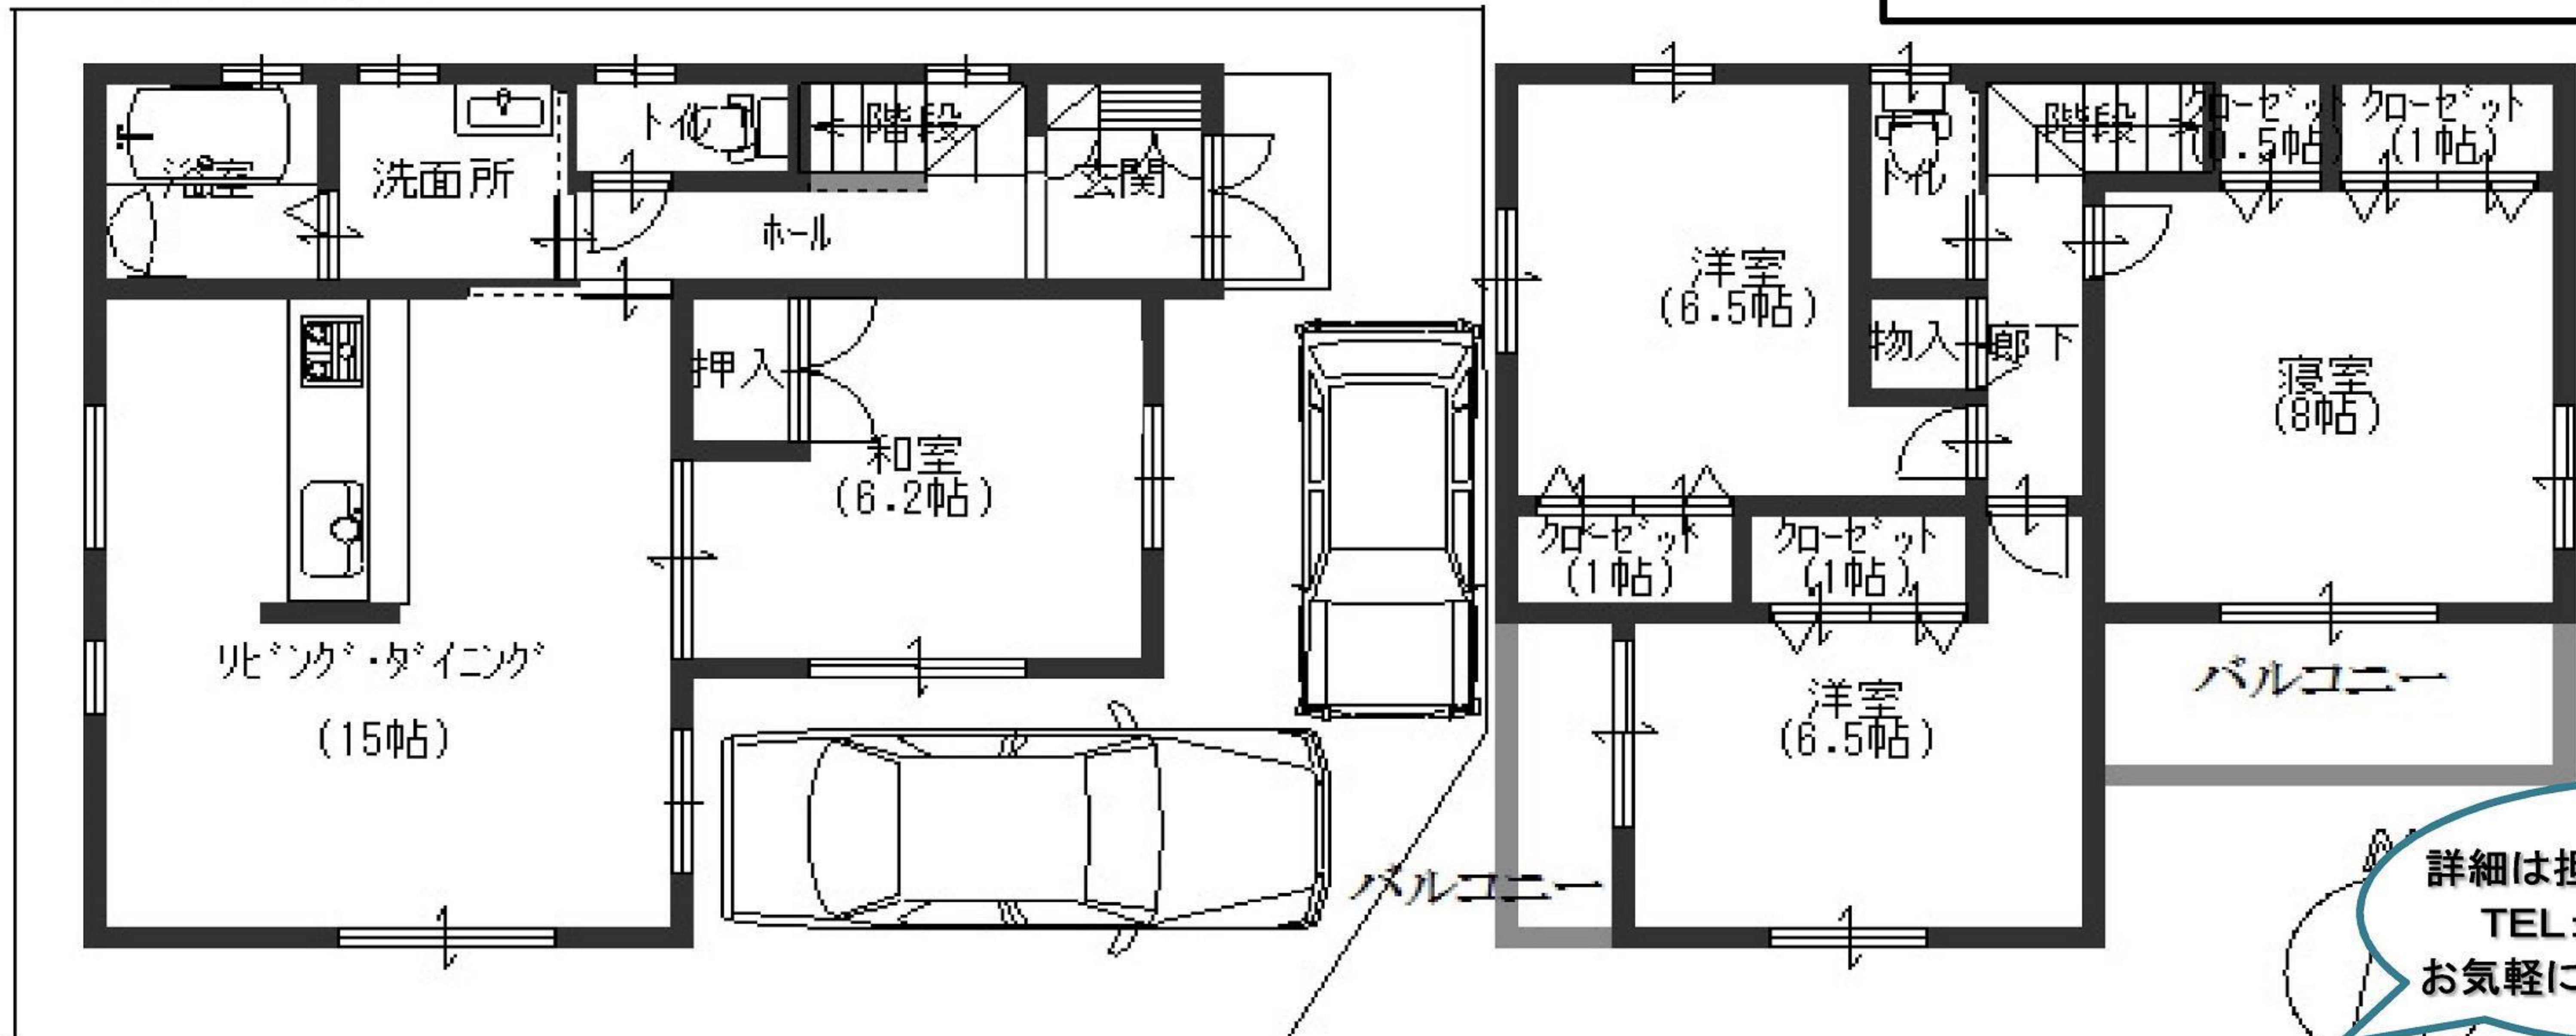 浴室
洗面所
トイレ
階段
玄関
ホール
押入
和室
(6.2帖)
リビング・ダイニング
(15帖)
洋室
(6.5帖)
トイレ
階段
クローゼット
クローゼット
(1帖)
物入
廊下
寝室
(8帖)
クローゼット
(1帖)
クローゼット
(1帖)
洋室
(6.5帖)
バルコニー
バルコニー
詳細は担
TEL:
お気軽に